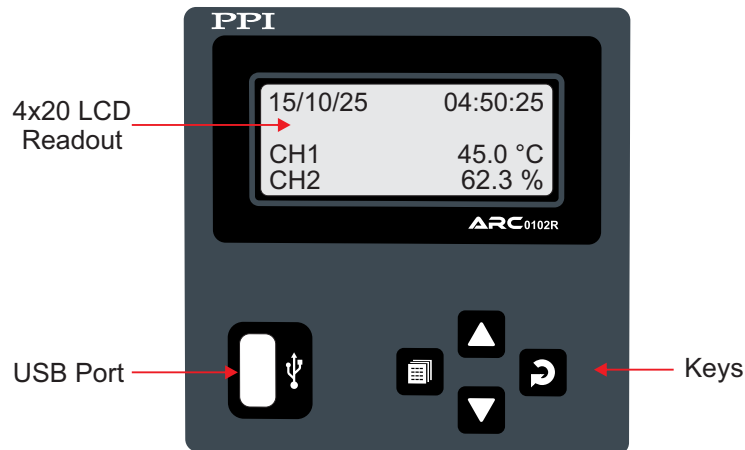 PPI
4x20 LCD
Readout
15/10/25 04:50:25
CH1 45.0 °C
CH2 62.3 %
ARC0102R
USB Port
Keys